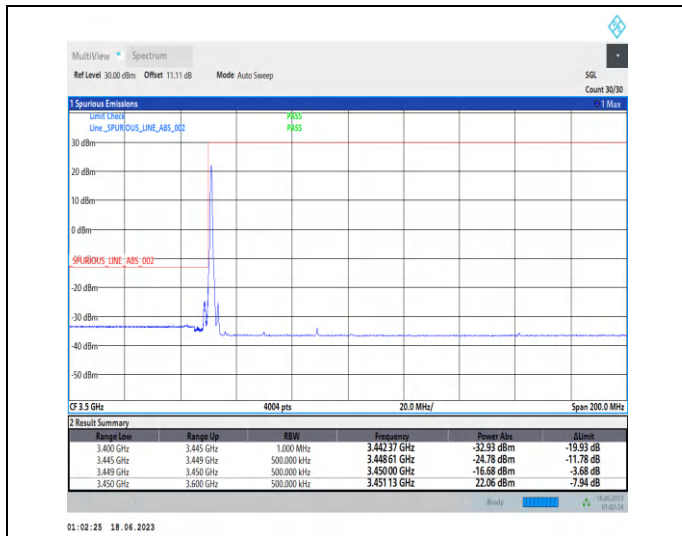 MultiView Spectrum
Ref Level 30.00 dBm Offset 11.11 dB Mode Auto Sweep SGL
Count 30/30
1 Spurious Emissions 1 Max
Limit Check PASS
Line _SPURIOUS_LINE_ABS_002 PASS
30 dBm
20 dBm
10 dBm
0 dBm
_SPURIOUS_LINE_ABS_002
-20 dBm
-30 dBm
-40 dBm
-50 dBm
CF 3.5 GHz 4004 pts 20.0 MHz/ Span 200.0 MHz
2 Result Summary
Range Low Range Up RBW Frequency Power Abs ΔLimit
3.400 GHz 3.445 GHz 1.000 MHz 3.442 37 GHz -32.93 dBm -19.93 dB
3.445 GHz 3.449 GHz 500.000 kHz 3.448 61 GHz -24.78 dBm -11.78 dB
3.449 GHz 3.450 GHz 500.000 kHz 3.450 00 GHz -16.68 dBm -3.68 dB
3.450 GHz 3.600 GHz 500.000 kHz 3.451 13 GHz 22.06 dBm -7.94 dB
Ready 18.06.2023
01:02:24
01:02:25 18.06.2023